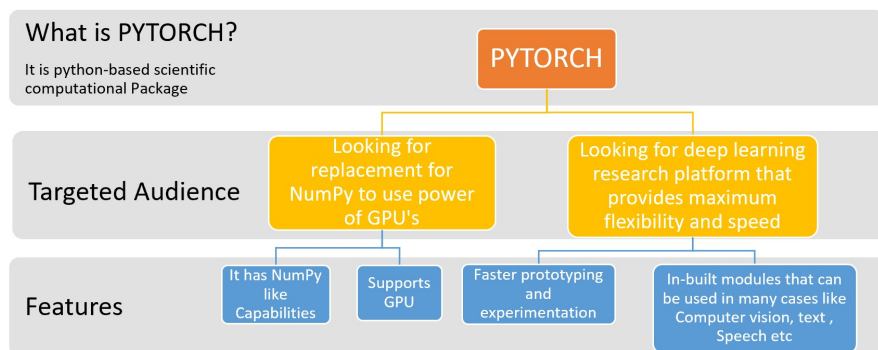 What is PYTORCH?
It is python-based scientific
computational Package
PYTORCH
Targeted Audience
Looking for
replacement for
NumPy to use power
of GPU's
Looking for deep learning
research platform that
provides maximum
flexibility and speed
Features
It has NumPy
like
Capabilities
Supports
GPU
Faster prototyping
and
experimentation
In-built modules that can
be used in many cases like
Computer vision, text ,
Speech etc